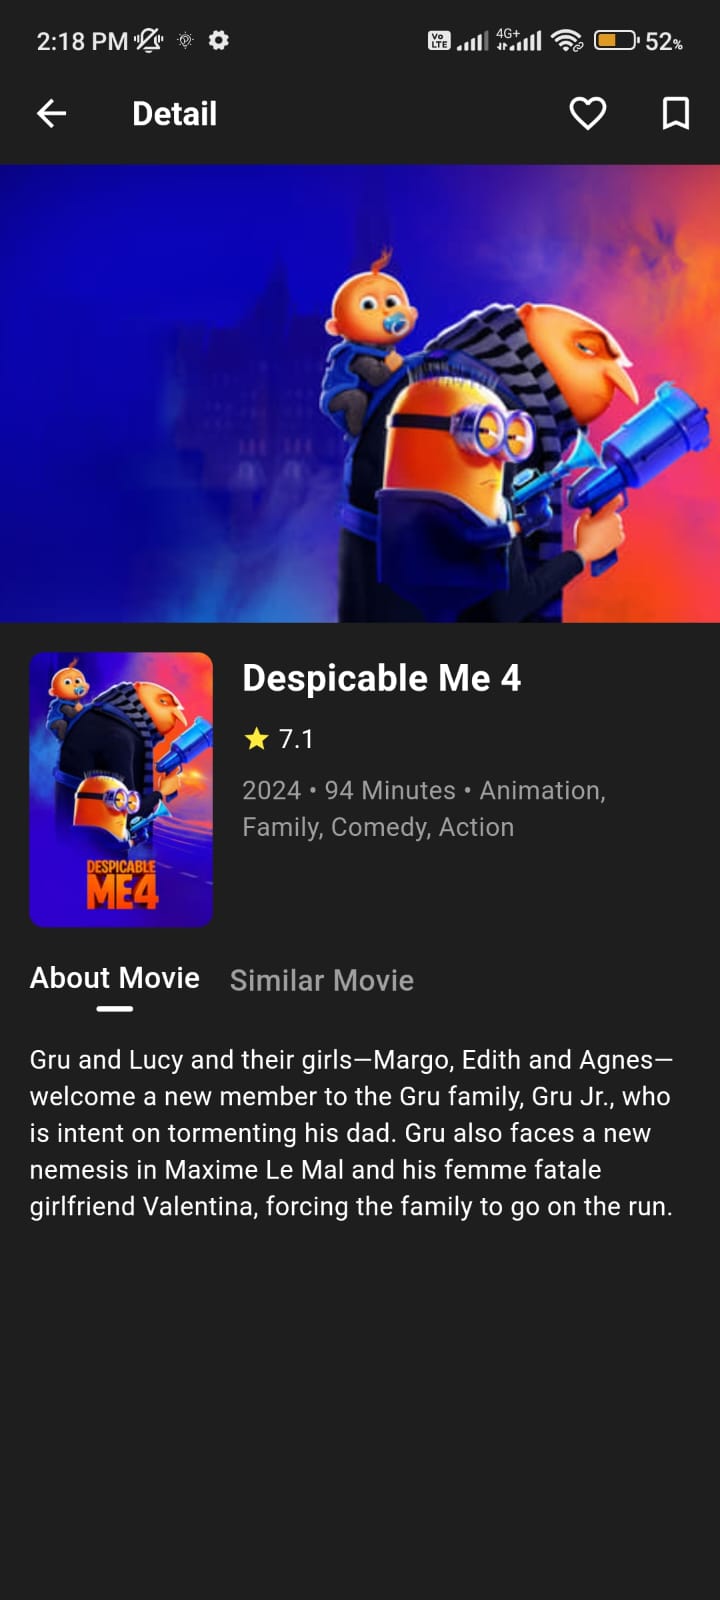 2:18 PM
Vo LTE
4G+
52%
Detail
Despicable Me 4
7.1
2024 • 94 Minutes • Animation,
Family, Comedy, Action
DESPICABLE
ME4
About Movie
Similar Movie
Gru and Lucy and their girls—Margo, Edith and Agnes—
welcome a new member to the Gru family, Gru Jr., who
is intent on tormenting his dad. Gru also faces a new
nemesis in Maxime Le Mal and his femme fatale
girlfriend Valentina, forcing the family to go on the run.